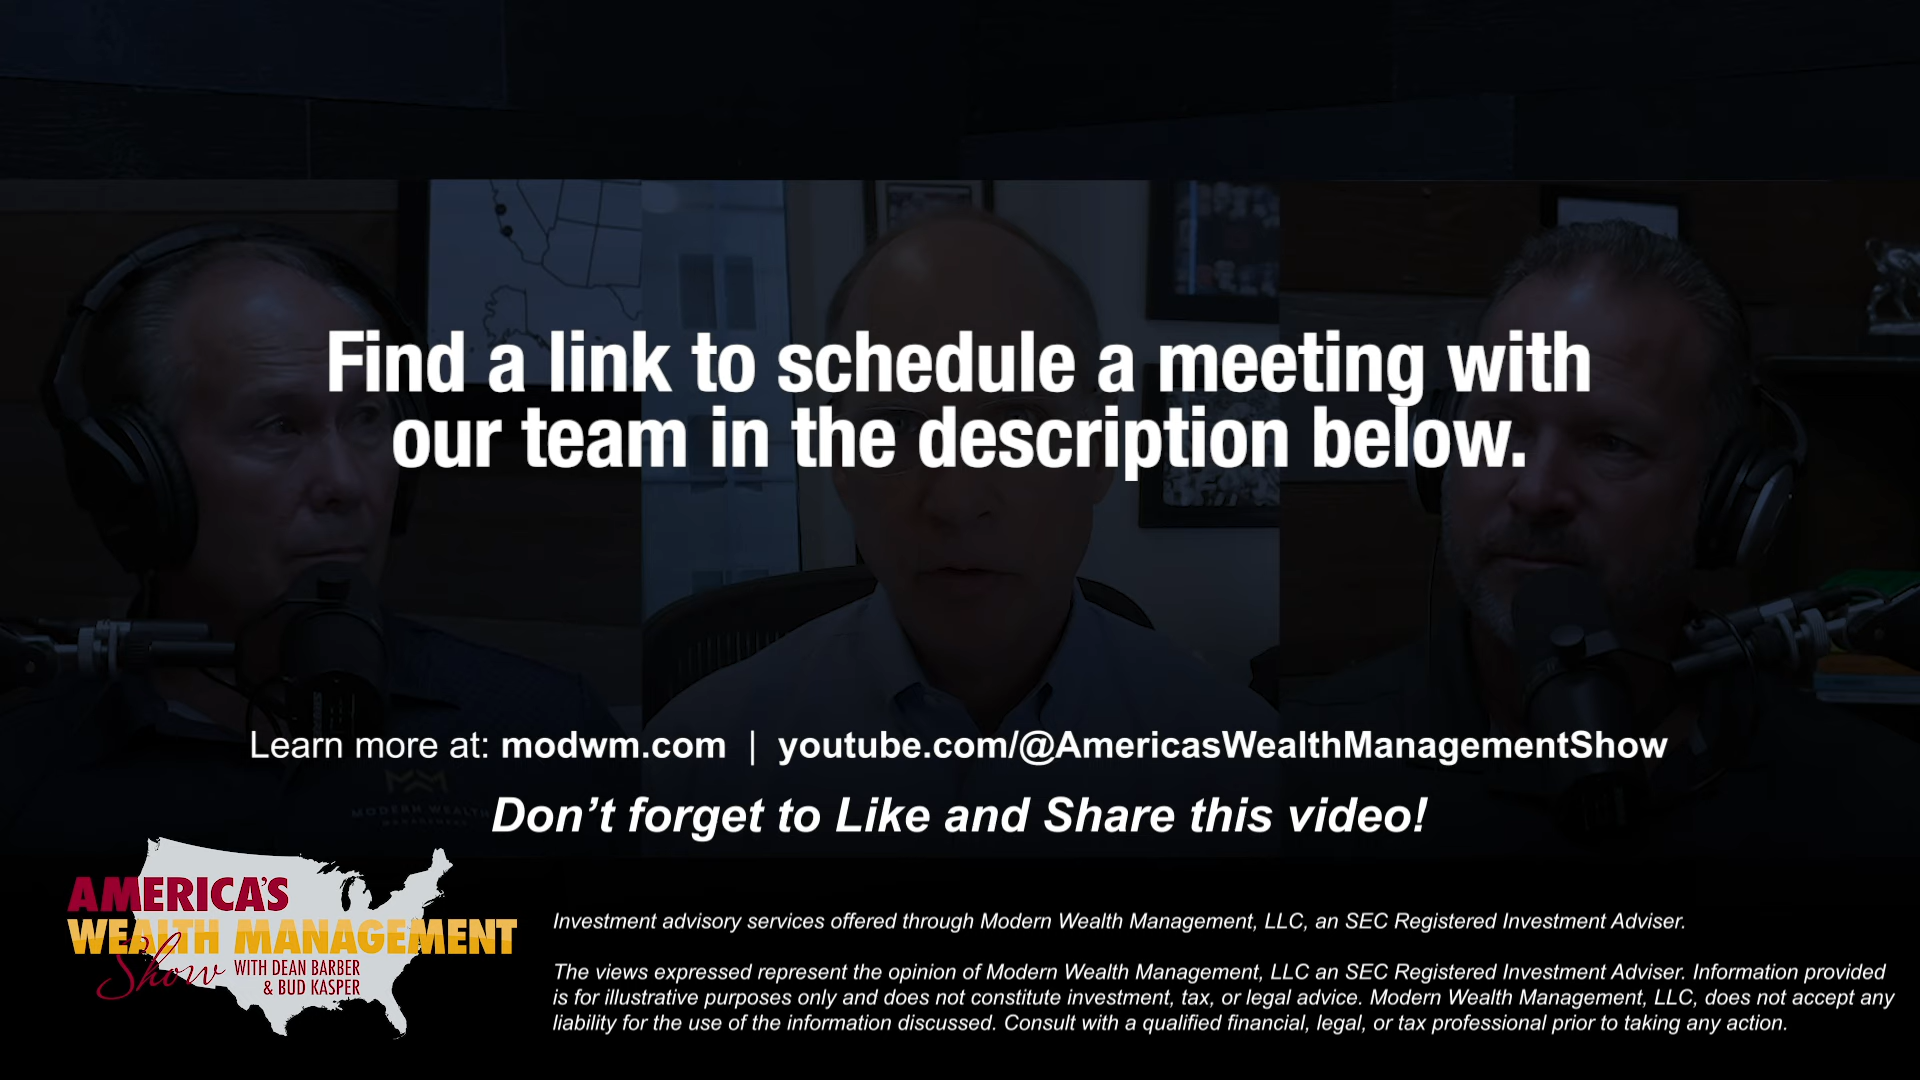 Find a link to schedule a meeting with
our team in the description below.
Learn more at: modwm.com | youtube.com/@AmericasWealthManagementShow
MODERN WEALTH
MANAGEMENT
Don’t forget to Like and Share this video!
AMERICA'S
WEALTH MANAGEMENT
Show WITH DEAN BARBER
& BUD KASPER
Investment advisory services offered through Modern Wealth Management, LLC, an SEC Registered Investment Adviser.
The views expressed represent the opinion of Modern Wealth Management, LLC an SEC Registered Investment Adviser. Information provided
is for illustrative purposes only and does not constitute investment, tax, or legal advice. Modern Wealth Management, LLC, does not accept any
liability for the use of the information discussed. Consult with a qualified financial, legal, or tax professional prior to taking any action.